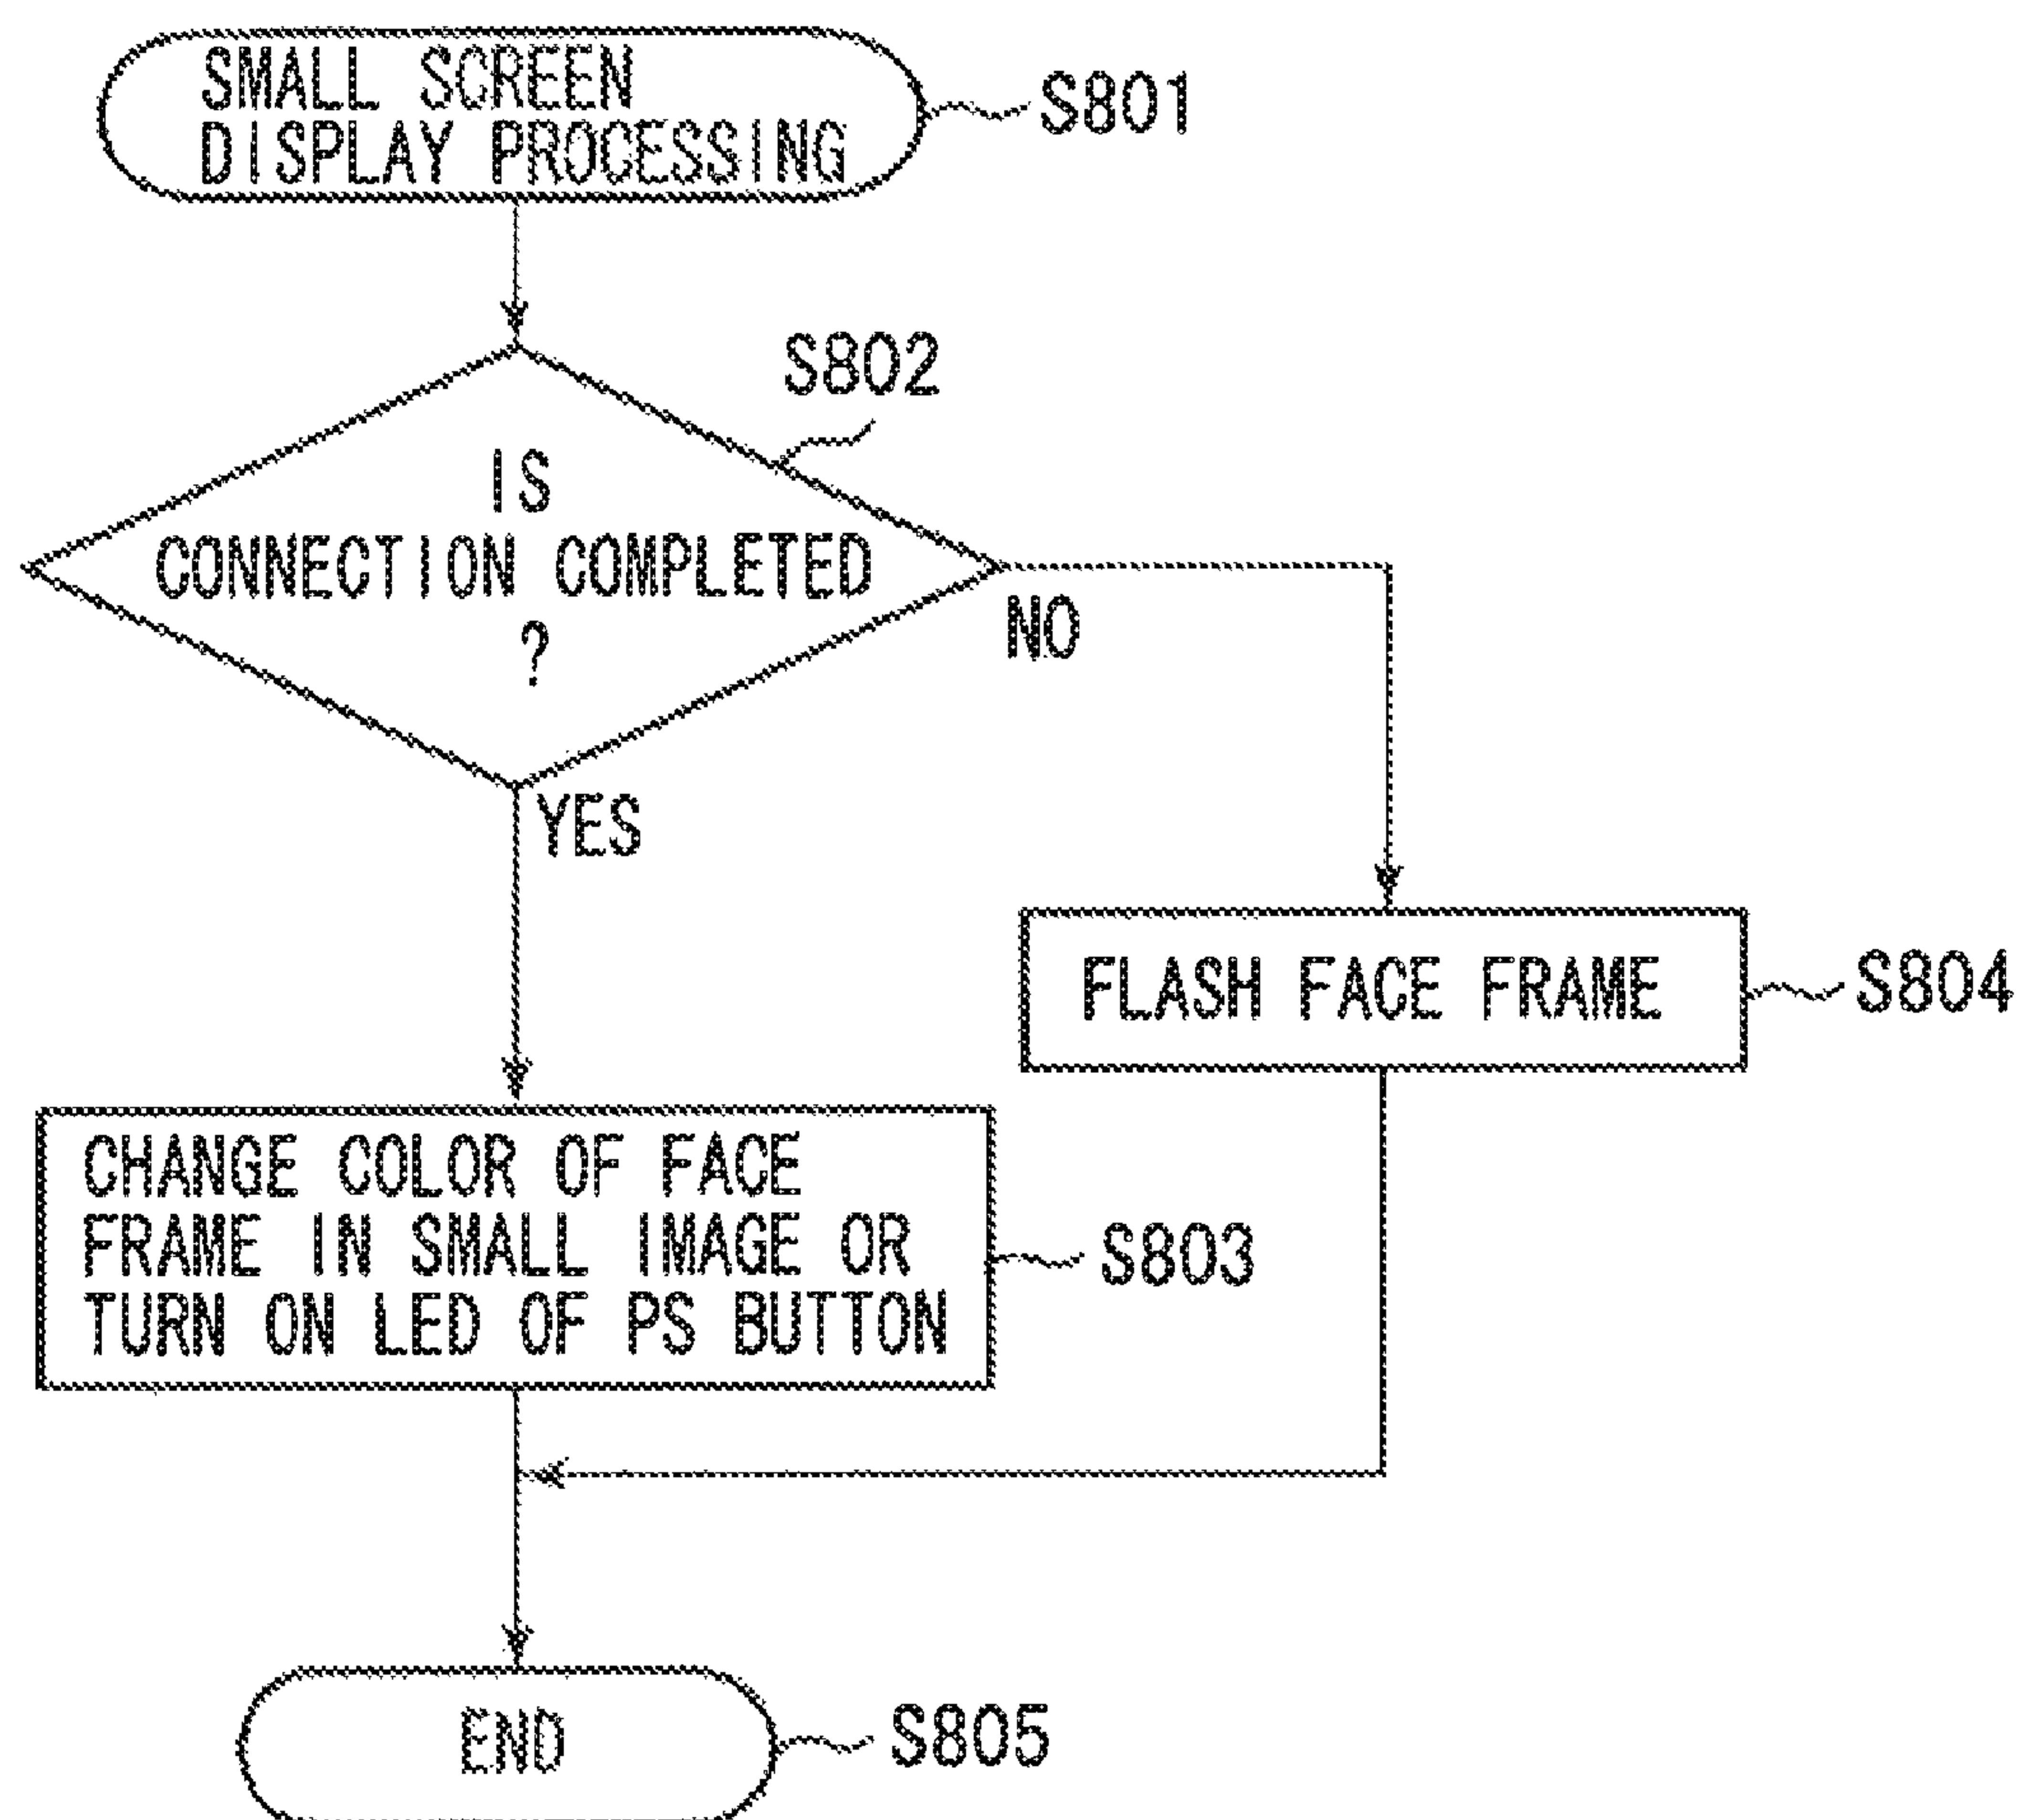 SMALL SCREEN
DISPLAY PROCESSING
S801
S802
IS
CONNECTION COMPLETED
?
NO
YES
FLASH FACE FRAME
S804
CHANGE COLOR OF FACE
FRAME IN SMALL IMAGE OR
TURN ON LED OF PS BUTTON
S803
END
S805